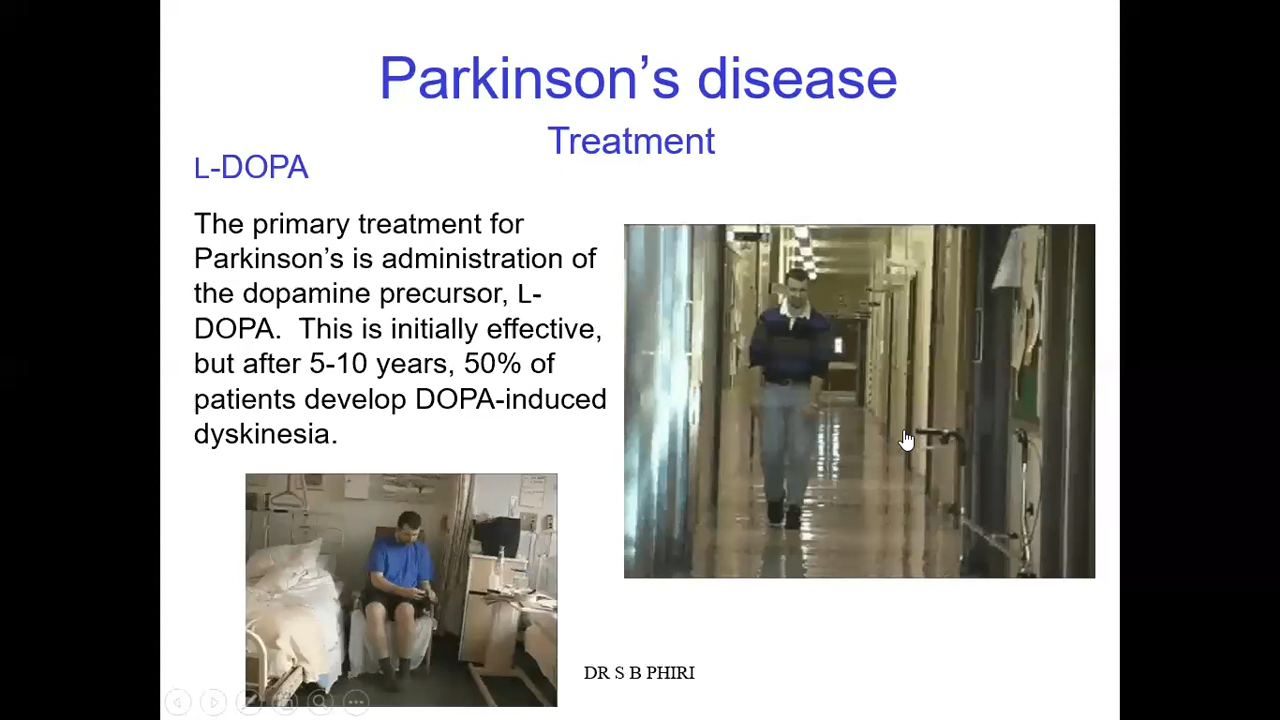 Parkinson’s disease
Treatment
L-DOPA
The primary treatment for
Parkinson’s is administration of
the dopamine precursor, L-
DOPA.  This is initially effective,
but after 5-10 years, 50% of
patients develop DOPA-induced
dyskinesia.
DR S B PHIRI